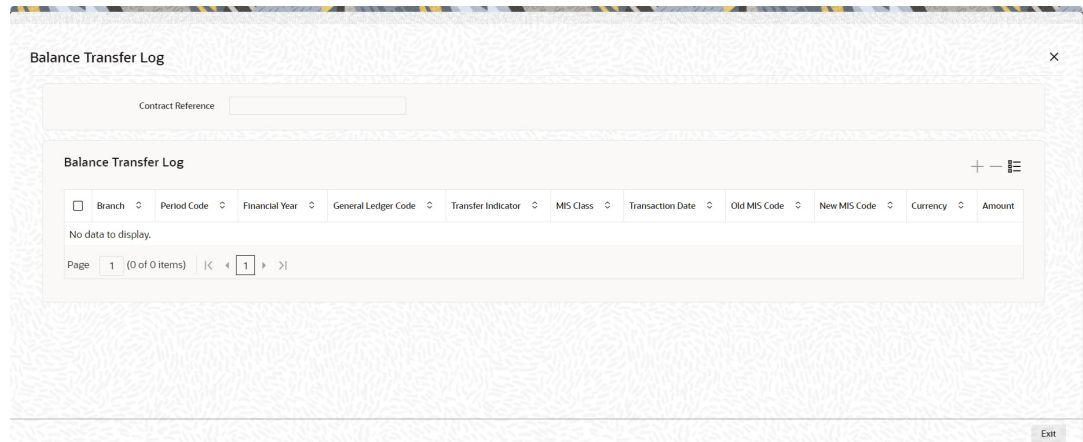 Balance Transfer Log
Contract Reference
Balance Transfer Log
Branch Period Code Financial Year General Ledger Code Transfer Indicator MIS Class Transaction Date Old MIS Code New MIS Code Currency Amount
No data to display.
Page 1 (0 of 0 items) 1
Exit